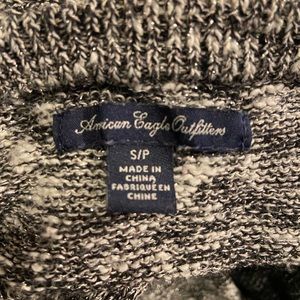 American Eagle Outfitters
S/P
MADE IN
CHINA
FABRIQUÉ EN
CHINE